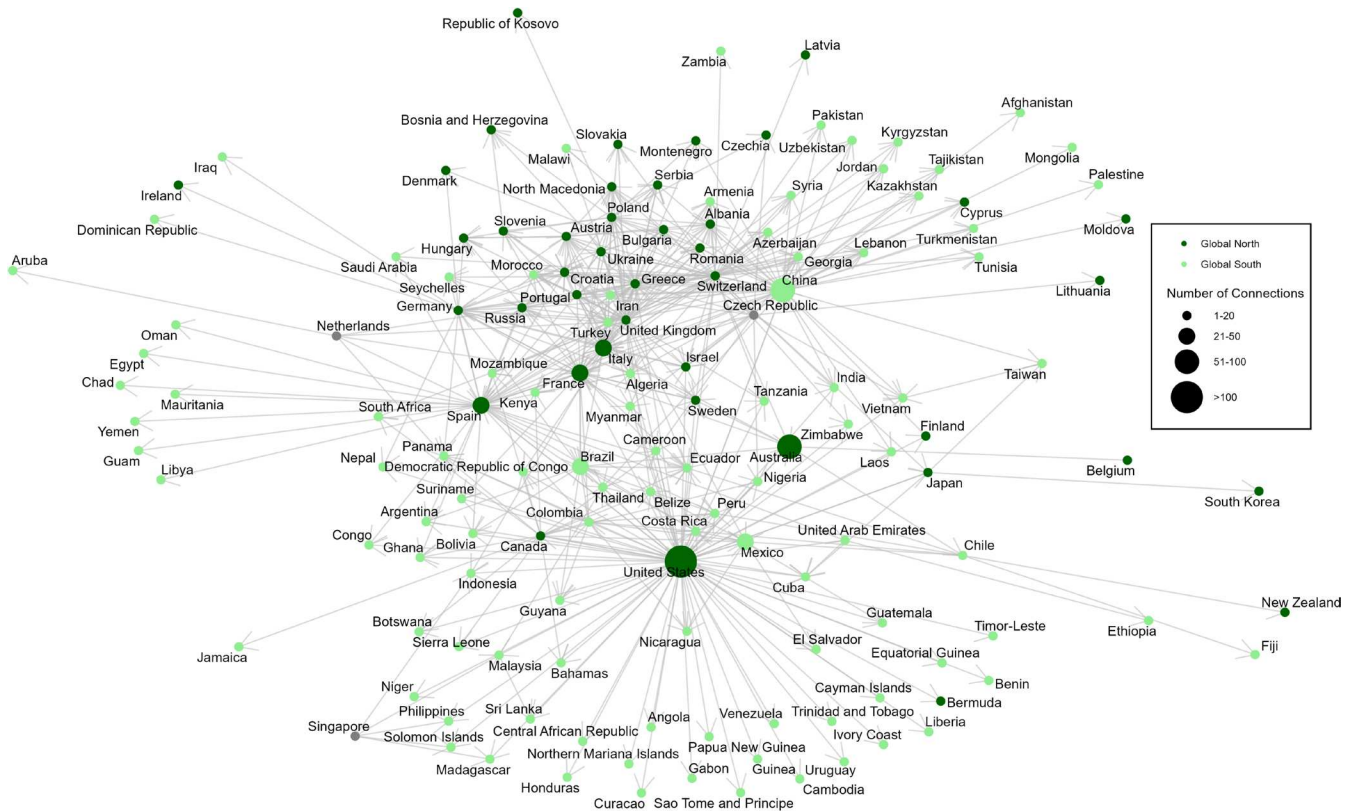 Republic of Kosovo
Latvia
Zambia
Afghanistan
Bosnia and Herzegovina
Slovakia
Montenegro
Czechia
Pakistan
Uzbekistan
Kyrgyzstan
Mongolia
Iraq
Malawi
Jordan
Tajikistan
Palestine
Ireland
Denmark
North Macedonia
Serbia
Armenia
Syria
Kazakhstan
Cyprus
Dominican Republic
Slovenia
Poland
Albania
Moldova
Hungary
Austria
Bulgaria
Azerbaijan
Lebanon
Turkmenistan
Global North
Aruba
Saudi Arabia
Morocco
Ukraine
Romania
Georgia
Tunisia
Global South
Seychelles
Croatia
Greece
Switzerland
China
Lithuania
Number of Connections
Germany
Portugal
Iran
Czech Republic
1-20
Netherlands
Russia
Turkey
United Kingdom
21-50
Oman
Egypt
Mozambique
Italy
Israel
51-100
Chad
France
Algeria
Tanzania
India
Taiwan
>100
Mauritania
South Africa
Spain
Kenya
Myanmar
Sweden
Vietnam
Yemen
Panama
Cameroon
Zimbabwe
Finland
Guam
Nepal
Democratic Republic of Congo
Brazil
Ecuador
Australia
Laos
Belgium
Libya
Suriname
Thailand
Belize
Nigeria
Japan
South Korea
Argentina
Colombia
Costa Rica
Peru
United Arab Emirates
Congo
Ghana
Bolivia
Canada
Mexico
Chile
Indonesia
United States
Cuba
Guyana
New Zealand
Botswana
Sierra Leone
Nicaragua
El Salvador
Guatemala
Timor-Leste
Ethiopia
Jamaica
Malaysia
Bahamas
Equatorial Guinea
Fiji
Niger
Cayman Islands
Benin
Philippines
Sri Lanka
Angola
Venezuela
Trinidad and Tobago
Bermuda
Singapore
Solomon Islands
Central African Republic
Liberia
Madagascar
Northern Mariana Islands
Papua New Guinea
Ivory Coast
Honduras
Gabon
Guinea
Uruguay
Cambodia
Curacao
Sao Tome and Principe